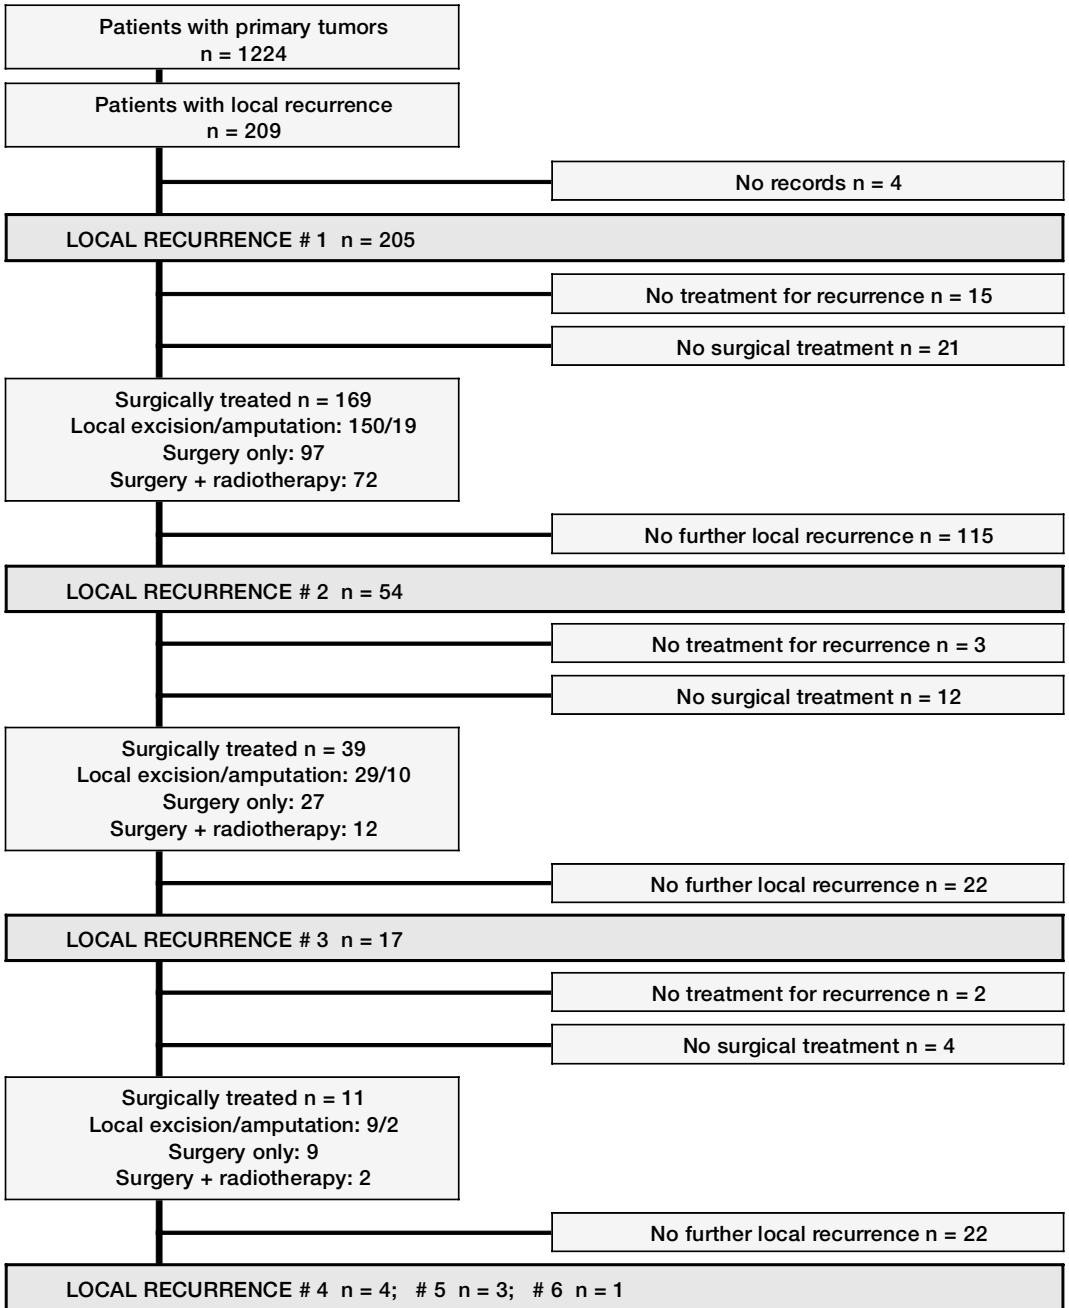 Patients with primary tumors
n = 1224
Patients with local recurrence
n = 209
No records n = 4
LOCAL RECURRENCE # 1 n = 205
No treatment for recurrence n = 15
No surgical treatment n = 21
Surgically treated n = 169
Local excision/amputation: 150/19
Surgery only: 97
Surgery + radiotherapy: 72
No further local recurrence n = 115
LOCAL RECURRENCE # 2 n = 54
No treatment for recurrence n = 3
No surgical treatment n = 12
Surgically treated n = 39
Local excision/amputation: 29/10
Surgery only: 27
Surgery + radiotherapy: 12
No further local recurrence n = 22
LOCAL RECURRENCE # 3 n = 17
No treatment for recurrence n = 2
No surgical treatment n = 4
Surgically treated n = 11
Local excision/amputation: 9/2
Surgery only: 9
Surgery + radiotherapy: 2
No further local recurrence n = 22
LOCAL RECURRENCE # 4 n = 4; # 5 n = 3; # 6 n = 1